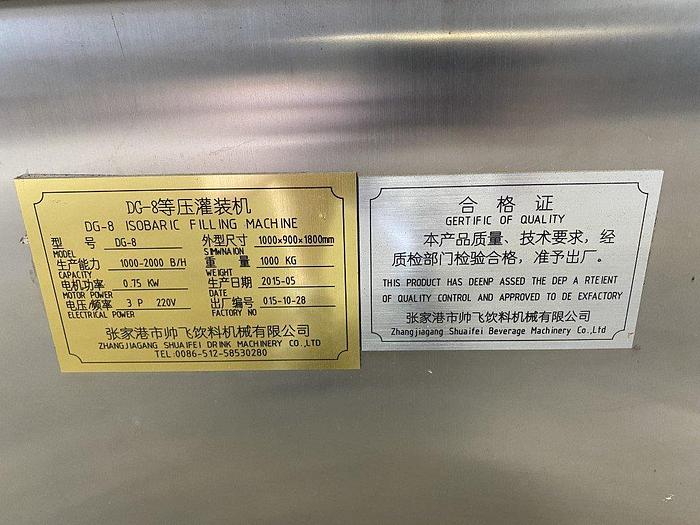 DG-8等压灌装机
DG-8 ISOBARIC FILLING MACHINE
型 号 DG-8 外型尺寸 1000×900×1800mm
MODEL SIMWNAION
生产能力 1000-2000 B/H 重 量 1000 KG
CAPACITY WEIGHT
电机功率 0.75 KW 生产日期 2015-05
MOTOR POWER DATE
电压/频率 3 P 220V 出厂编号 015-10-28
ELECTRICAL POWER FACTORY NO
张家港市帅飞饮料机械有限公司
ZHANGJIAGANG SHUAIFEI DRINK MACHINERY CO.,LTD
TEL:0086-512-58530280
合 格 证
GERTIFIC OF QUALITY
本产品质量、技术要求，经
质检部门检验合格，准予出厂。
THIS PRODUCT HAS DEENP ASSED THE DEP A RTEIENT
OF QUALITY CONTROL AND APPROVED TO DE EXFACTORY
张家港市帅飞饮料机械有限公司
Zhangjiagang Shuaifei Beverage Machinery Co.,Ltd